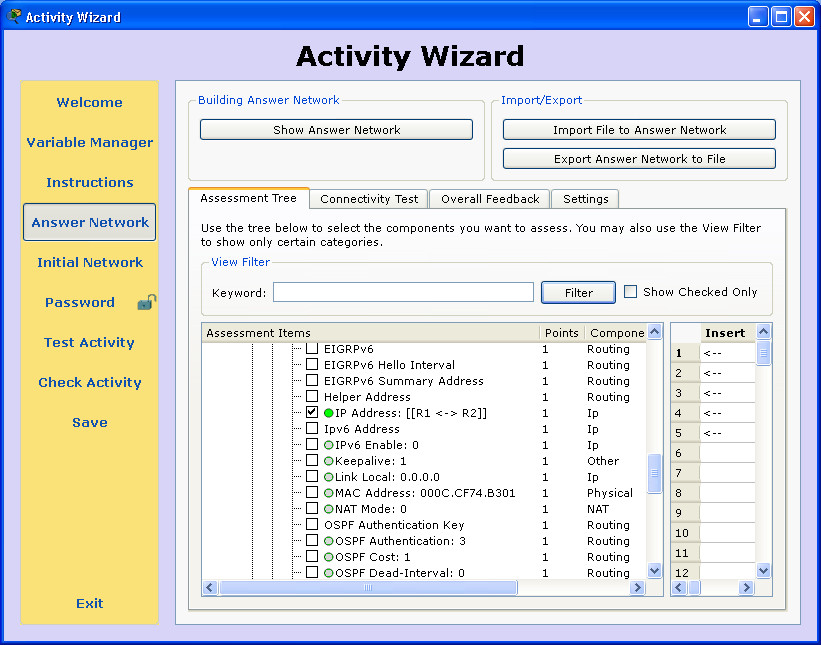 Activity Wizard
Activity Wizard
Welcome
Variable Manager
Instructions
Answer Network
Initial Network
Password
Test Activity
Check Activity
Save
Exit
Building Answer Network
Show Answer Network
Import/Export
Import File to Answer Network
Export Answer Network to File
Assessment Tree
Connectivity Test
Overall Feedback
Settings
Use the tree below to select the components you want to assess. You may also use the View Filter
to show only certain categories.
View Filter
Keyword:
Filter
Show Checked Only
Assessment Items Points Compone
EIGRPv6 1 Routing
EIGRPv6 Hello Interval 1 Routing
EIGRPv6 Summary Address 1 Routing
Helper Address 1 Routing
IP Address: [[R1 <-> R2]] 1 Ip
Ipv6 Address 1 Ip
IPv6 Enable: 0 1 Ip
Keepalive: 1 1 Other
Link Local: 0.0.0.0 1 Ip
MAC Address: 000C.CF74.B301 1 Physical
NAT Mode: 0 1 NAT
OSPF Authentication Key 1 Routing
OSPF Authentication: 3 1 Routing
OSPF Cost: 1 1 Routing
OSPF Dead-Interval: 0 1 Routing
Insert
1 <--
2 <--
3 <--
4 <--
5 <--
6
7
8
9
10
11
12